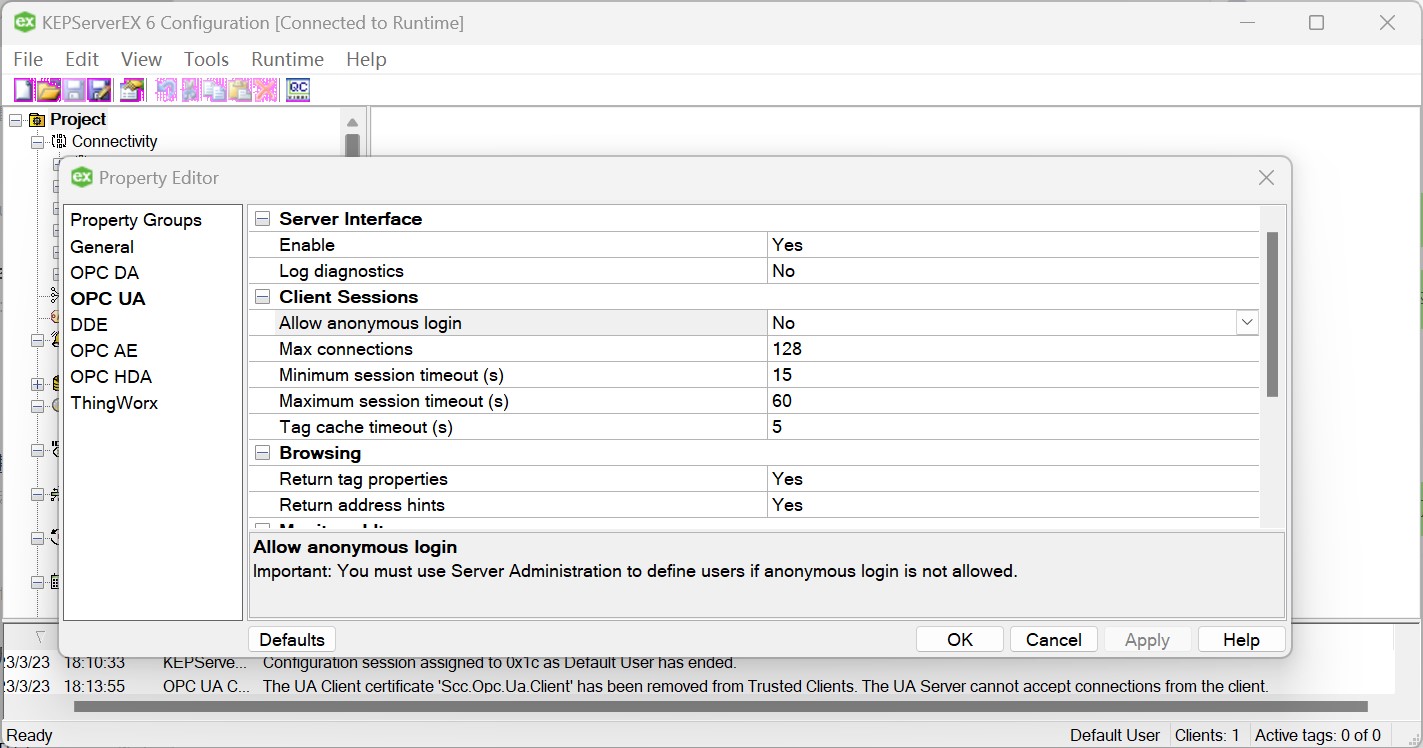 ex KEPServerEX 6 Configuration [Connected to Runtime]
File Edit View Tools Runtime Help
QC
Project
Connectivity
ex Property Editor
Property Groups
General
OPC DA
OPC UA
DDE
OPC AE
OPC HDA
ThingWorx
Server Interface
Enable Yes
Log diagnostics No
Client Sessions
Allow anonymous login No
Max connections 128
Minimum session timeout (s) 15
Maximum session timeout (s) 60
Tag cache timeout (s) 5
Browsing
Return tag properties Yes
Return address hints Yes
Allow anonymous login
Important: You must use Server Administration to define users if anonymous login is not allowed.
Defaults OK Cancel Apply Help
3/3/23 18:10:33 KEPServe... Configuration session assigned to 0x1c as Default User has ended.
3/3/23 18:13:55 OPC UA C... The UA Client certificate 'Scc.Opc.Ua.Client' has been removed from Trusted Clients. The UA Server cannot accept connections from the client.
Ready Default User Clients: 1 Active tags: 0 of 0